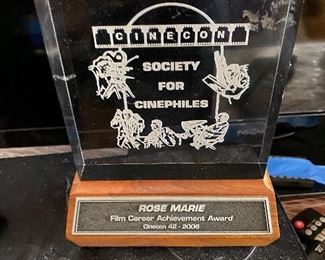 CINECON
SOCIETY
FOR
CINEPHILES
ROSE MARIE
Film Career Achievement Award
Cinecon 42 - 2006